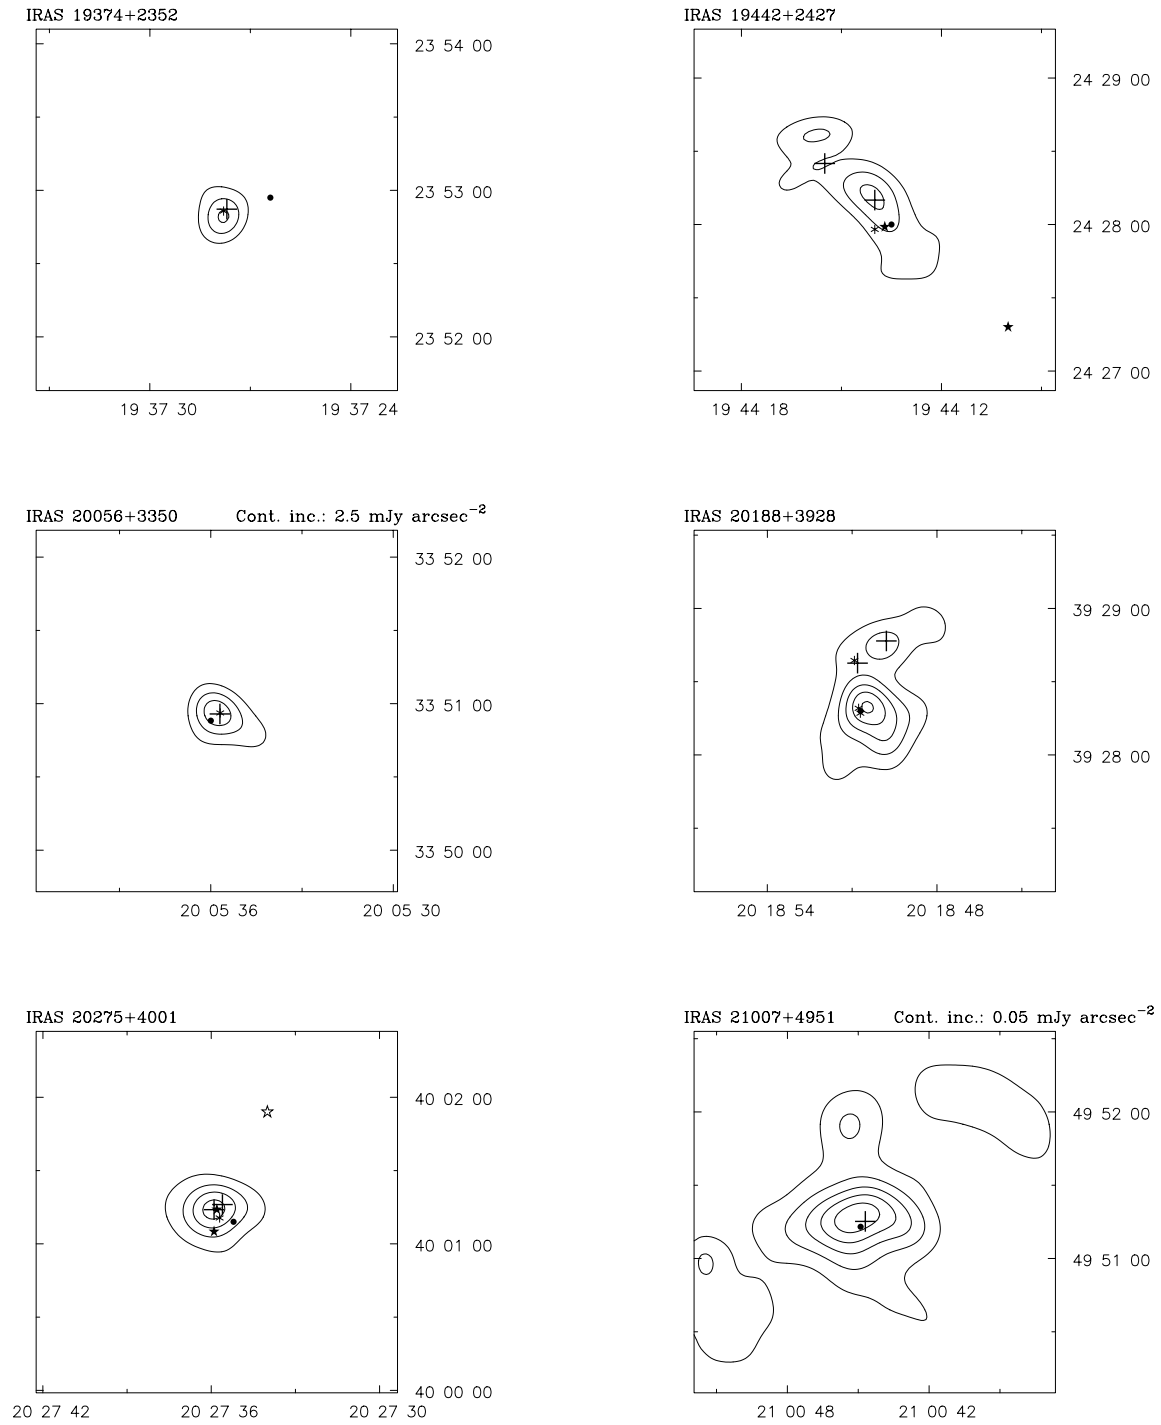 IRAS 19374+2352
23 54 00
23 53 00
23 52 00
19 37 30 19 37 24
IRAS 19442+2427
24 29 00
24 28 00
24 27 00
19 44 18 19 44 12
IRAS 20056+3350 Cont. inc.: 2.5 mJy arcsec⁻²
33 52 00
33 51 00
33 50 00
20 05 36 20 05 30
IRAS 20188+3928
39 29 00
39 28 00
20 18 54 20 18 48
IRAS 20275+4001
40 02 00
40 01 00
40 00 00
20 27 42 20 27 36 20 27 30
IRAS 21007+4951 Cont. inc.: 0.05 mJy arcsec⁻²
49 52 00
49 51 00
21 00 48 21 00 42